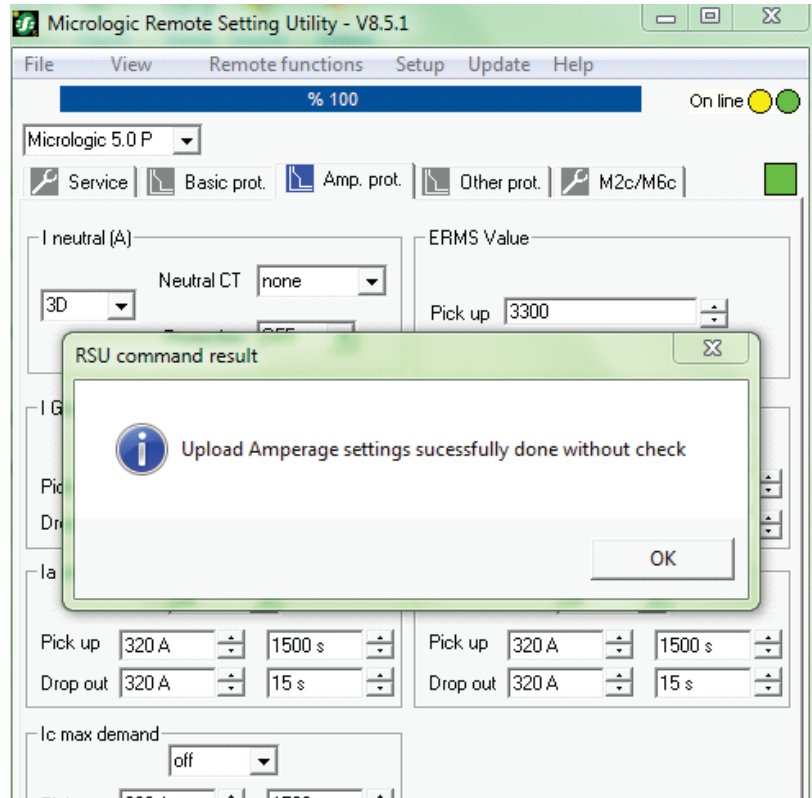 Micrologic Remote Setting Utility - V8.5.1
File View Remote functions Setup Update Help
% 100
On line
Micrologic 5.0 P
Service Basic prot. Amp. prot. Other prot. M2c/M6c
I neutral (A)
ERMS Value
Neutral CT none
3D
Pick up 3300
RSU command result
I G
Upload Amperage settings sucessfully done without check
OK
Ia
Pick up 320 A 1500 s
Pick up 320 A 1500 s
Drop out 320 A 15 s
Drop out 320 A 15 s
Ic max demand
off